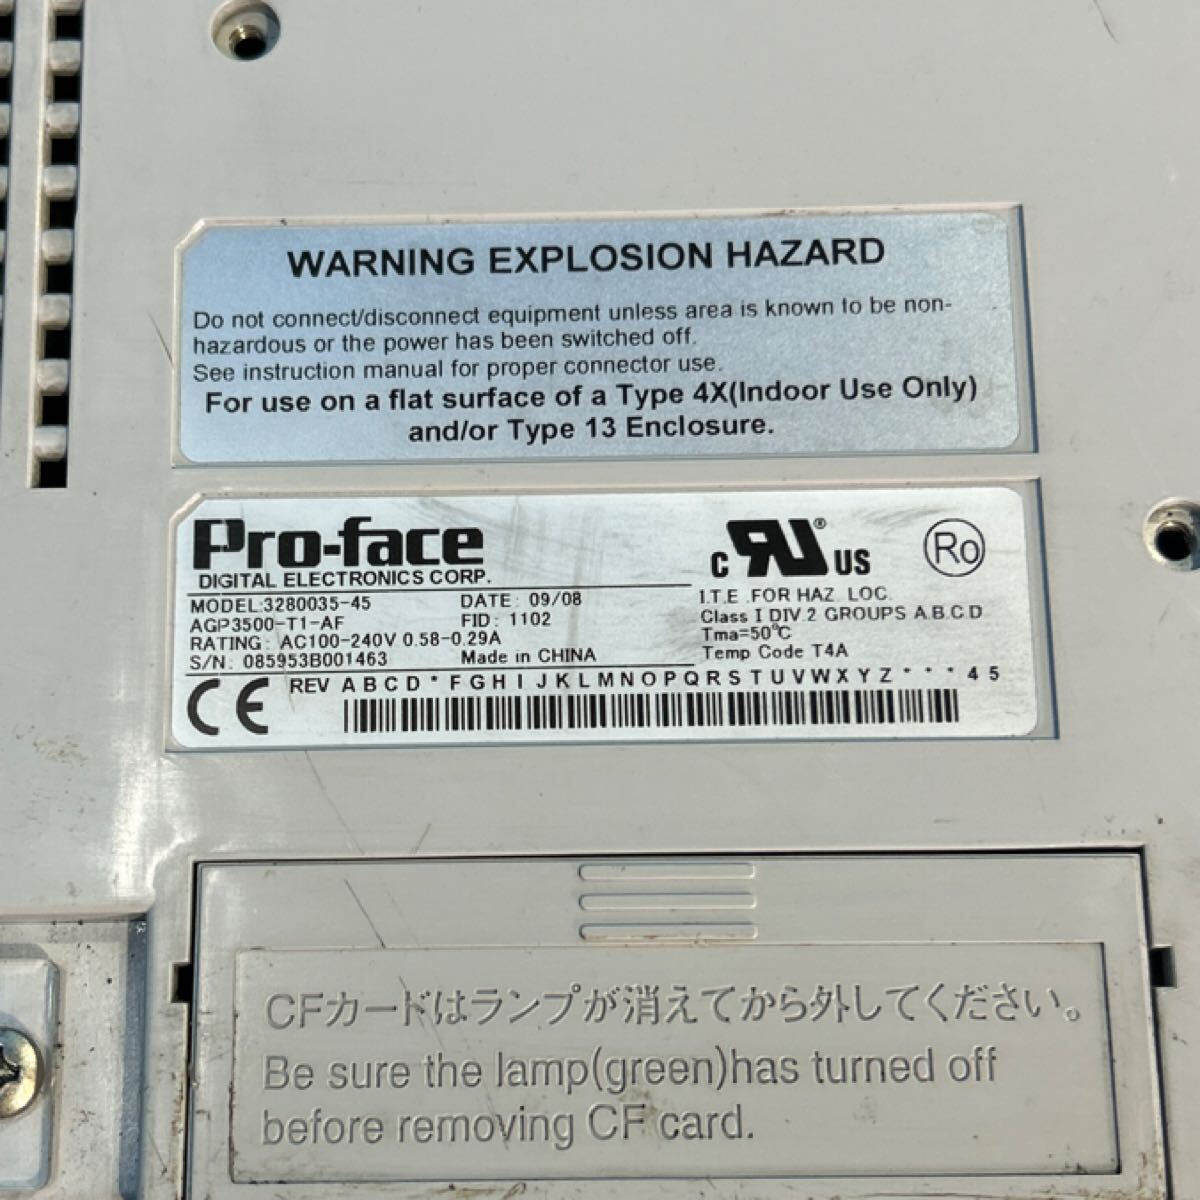 WARNING EXPLOSION HAZARD
Do not connect/disconnect equipment unless area is known to be non-
hazardous or the power has been switched off.
See instruction manual for proper connector use.
For use on a flat surface of a Type 4X(Indoor Use Only)
and/or Type 13 Enclosure.
Pro-face
DIGITAL ELECTRONICS CORP.
MODEL:3280035-45 DATE: 09/08
AGP3500-T1-AF FID: 1102
RATING: AC100-240V 0.58-0.29A
S/N: 085953B001463 Made in CHINA
C RU® US
Ro
I.T.E .FOR HAZ. LOC.
Class I DIV.2 GROUPS A.B.C.D
Tma=50℃
Temp Code T4A
CE
REV A B C D * F G H I J K L M N O P Q R S T U V W X Y Z * * * 4 5
CFカードはランプが消えてから外してください。
Be sure the lamp(green)has turned off
before removing CF card.